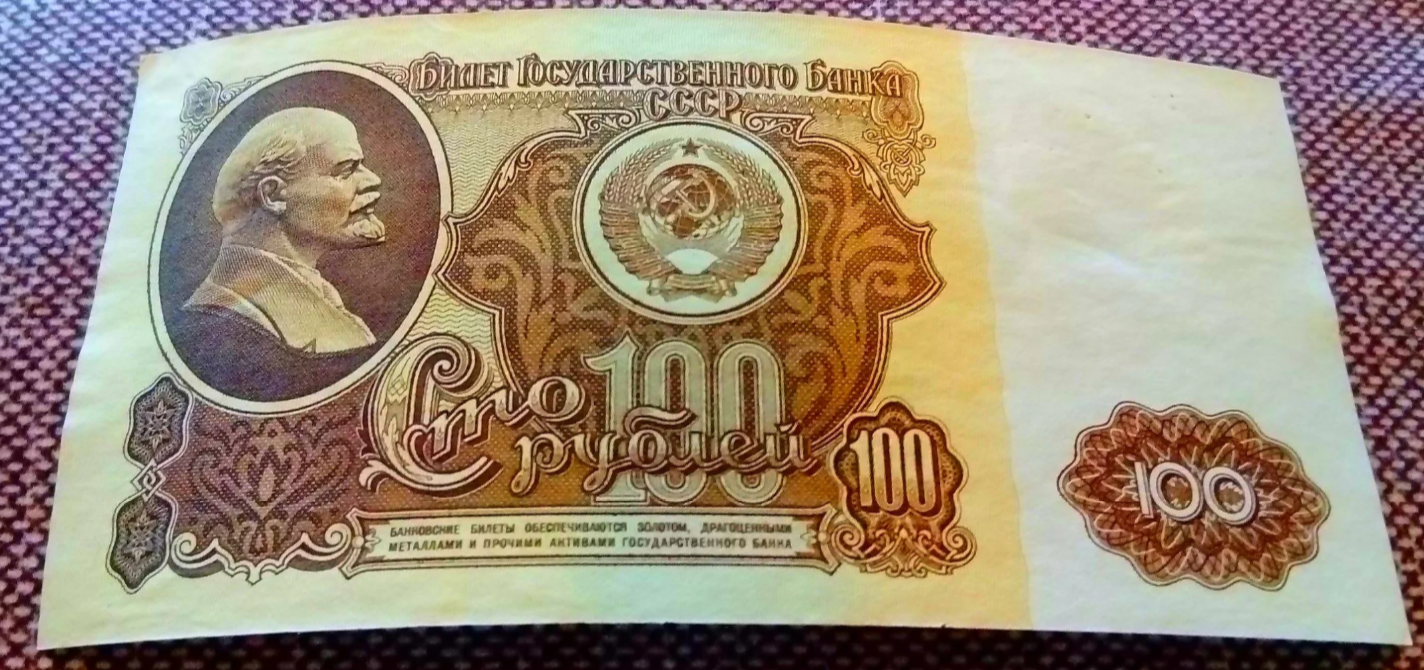 Билет Государственного Банка
СССР
100
Сто
рублей
100
100
БАНКОВСКИЕ БИЛЕТЫ ОБЕСПЕЧИВАЮТСЯ ЗОЛОТОМ, ДРАГОЦЕННЫМИ
МЕТАЛЛАМИ И ПРОЧИМИ АКТИВАМИ ГОСУДАРСТВЕННОГО БАНКА